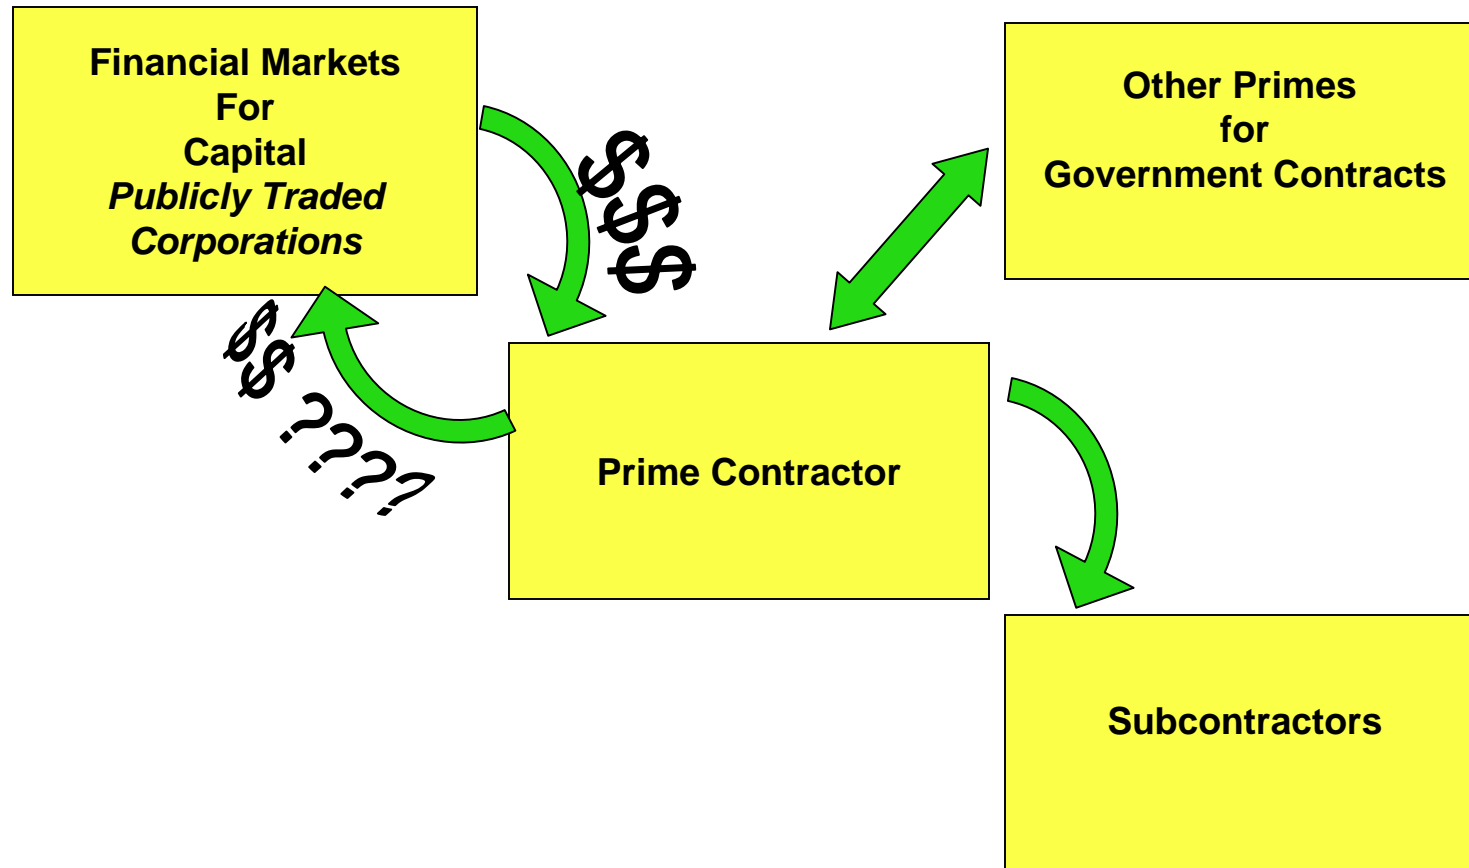 Financial Markets
For
Capital
Publicly Traded
Corporations
Other Primes
for
Government Contracts
$$$
$$ ????
Prime Contractor
Subcontractors